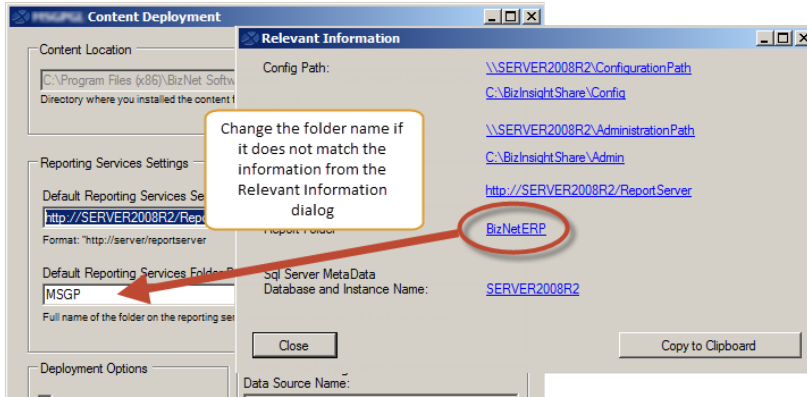 Content Deployment
Content Location
C:\Program Files (x86)\BizNet Softw
Directory where you installed the content f
Reporting Services Settings
Default Reporting Services Se
http://SERVER2008R2/Repo
Format: "http://server/reportserver
Default Reporting Services Folder
MSGP
Full name of the folder on the reporting ser
Deployment Options
Data Source Name:
Relevant Information
Config Path:
\\SERVER2008R2\ConfigurationPath
C:\BizInsightShare\Config
\\SERVER2008R2\AdministrationPath
C:\BizInsightShare\Admin
http://SERVER2008R2/ReportServer
Report Folder
BizNetERP
Sql Server MetaData
Database and Instance Name:
SERVER2008R2
Close
Copy to Clipboard
Change the folder name if
it does not match the
information from the
Relevant Information
dialog